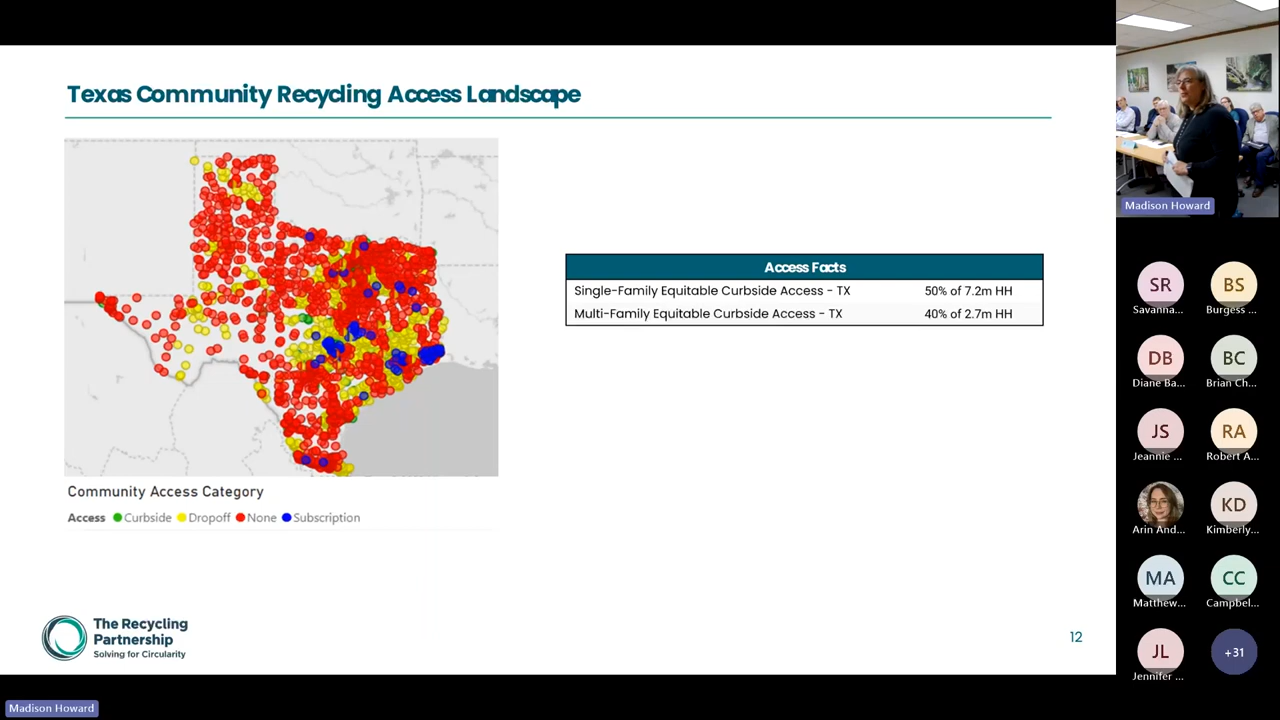 Texas Community Recycling Access Landscape
Access Facts
Single-Family Equitable Curbside Access - TX 50% of 7.2m HH
Multi-Family Equitable Curbside Access - TX 40% of 2.7m HH
Community Access Category
Access Curbside Dropoff None Subscription
The Recycling
Partnership
Solving for Circularity
12
Madison Howard
Madison Howard
SR BS
Savanna... Burgess ...
DB BC
Diane Ba... Brian Ch...
JS RA
Jeannie ... Robert A...
KD
Arin And... Kimberly...
MA CC
Matthew... Campbel...
JL +31
Jennifer ...